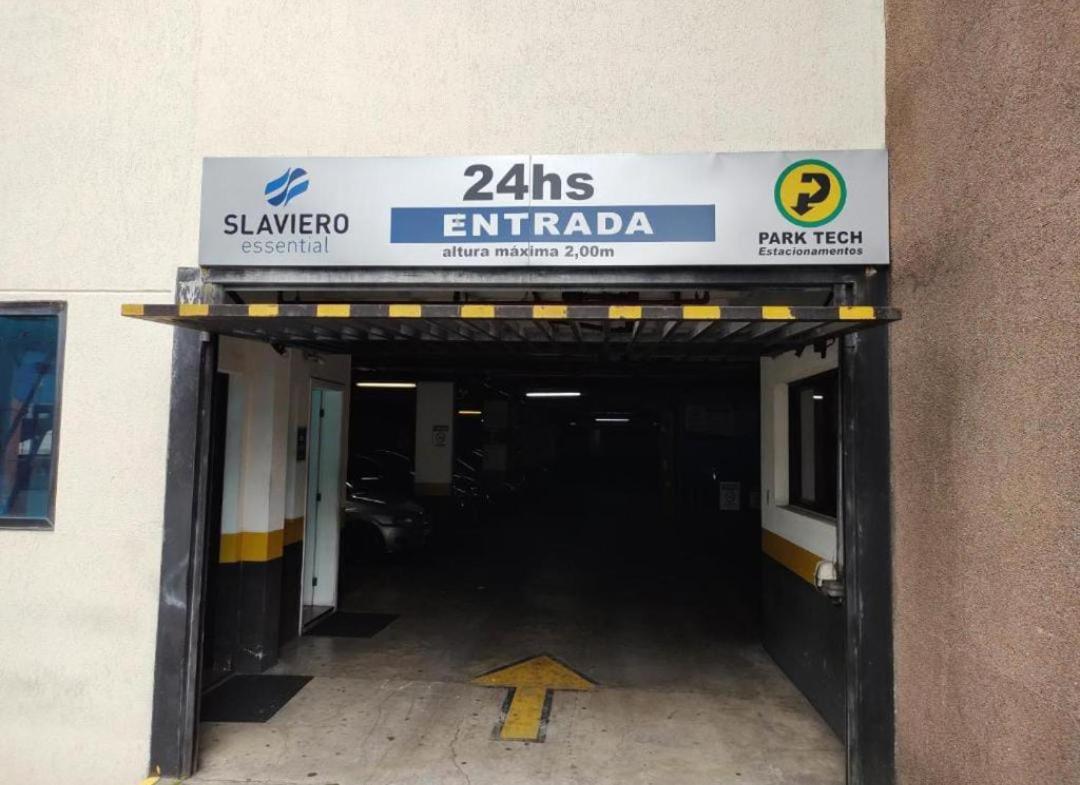 SLAVIERO
essential
24hs
ENTRADA
altura máxima 2,00m
PARK TECH
Estacionamentos